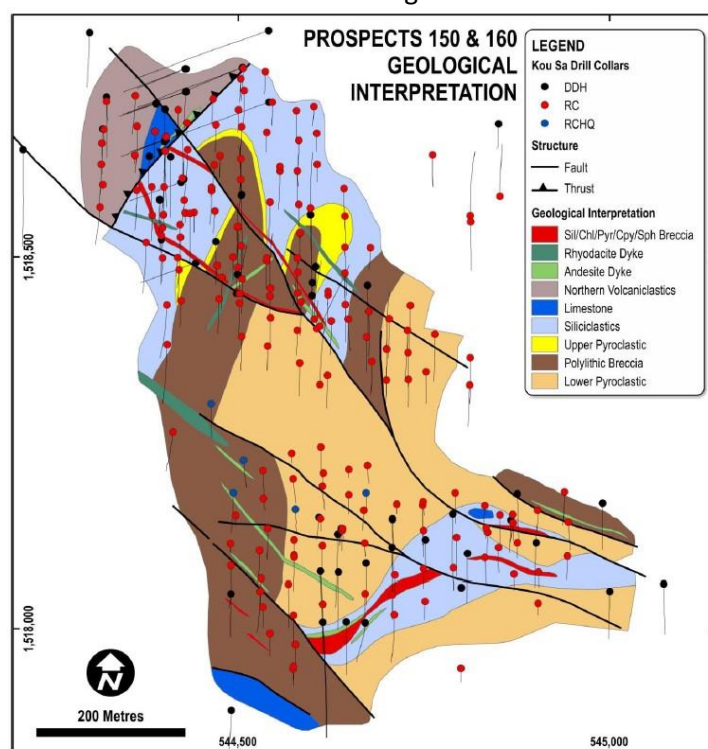 PROSPECTS 150 & 160
GEOLOGICAL
INTERPRETATION
LEGEND
Kou Sa Drill Collars
DDH
RC
RCHQ
Structure
Fault
Thrust
Geological Interpretation
Sil/Chl/Pyr/Cpy/Sph Breccia
Rhyodacite Dyke
Andesite Dyke
Northern Volcaniclastics
Limestone
Siliciclastics
Upper Pyroclastic
Polylithic Breccia
Lower Pyroclastic
1,518,500
1,518,000
N
200 Metres
544,500
545,000